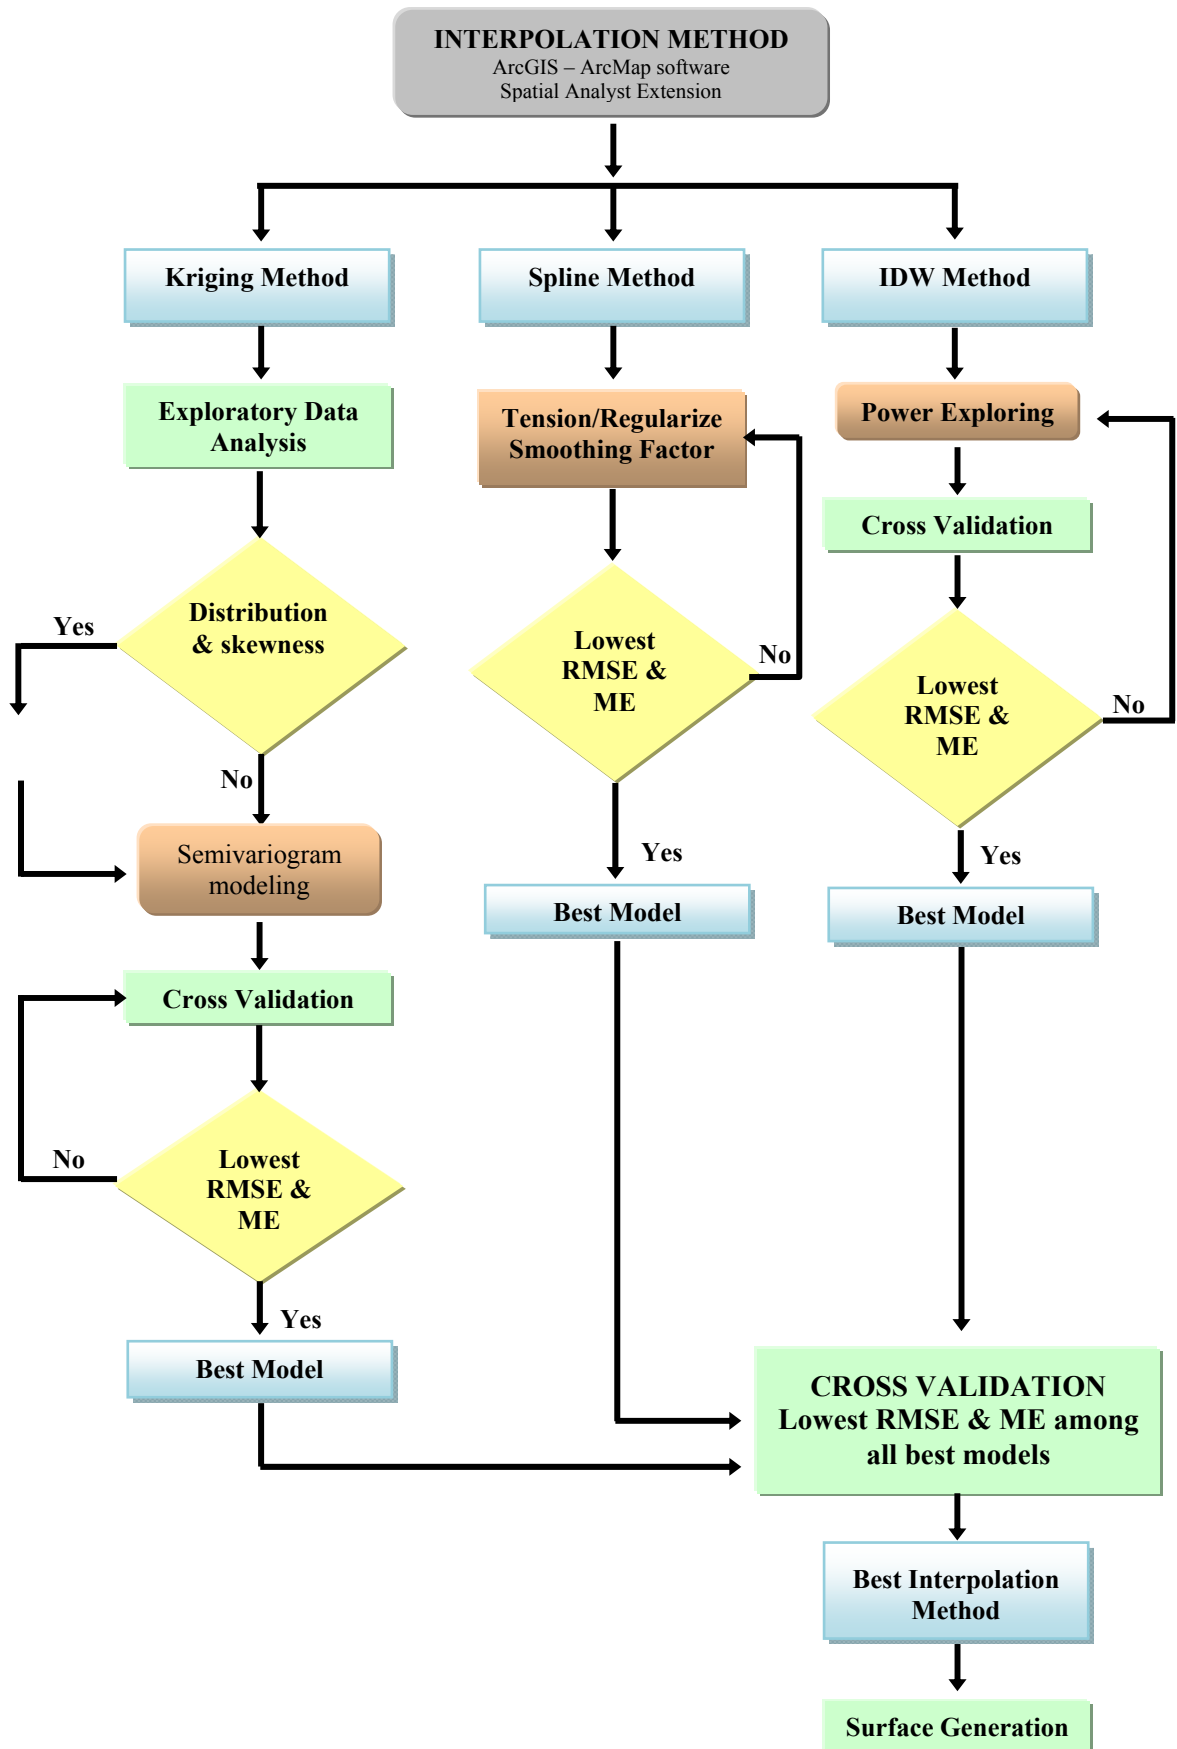 INTERPOLATION METHOD
ArcGIS – ArcMap software
Spatial Analyst Extension
Kriging Method
Spline Method
IDW Method
Exploratory Data
Analysis
Tension/Regularize
Smoothing Factor
Power Exploring
Cross Validation
Distribution
& skewness
Yes
No
Lowest
RMSE &
ME
No
Lowest
RMSE &
ME
No
Semivariogram
modeling
Yes
Yes
Best Model
Best Model
Cross Validation
Lowest
RMSE &
ME
No
Yes
Best Model
CROSS VALIDATION
Lowest RMSE & ME among
all best models
Best Interpolation
Method
Surface Generation